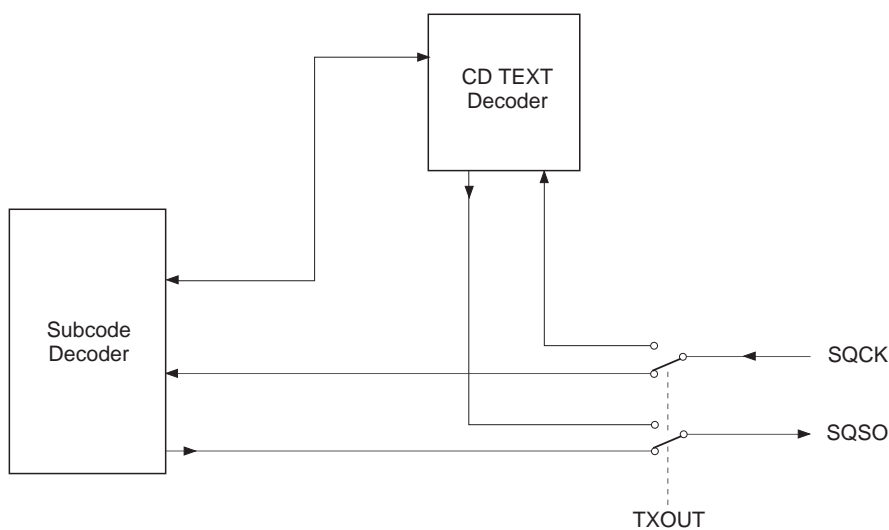 CD TEXT
Decoder
Subcode
Decoder
SQCK
SQSO
TXOUT